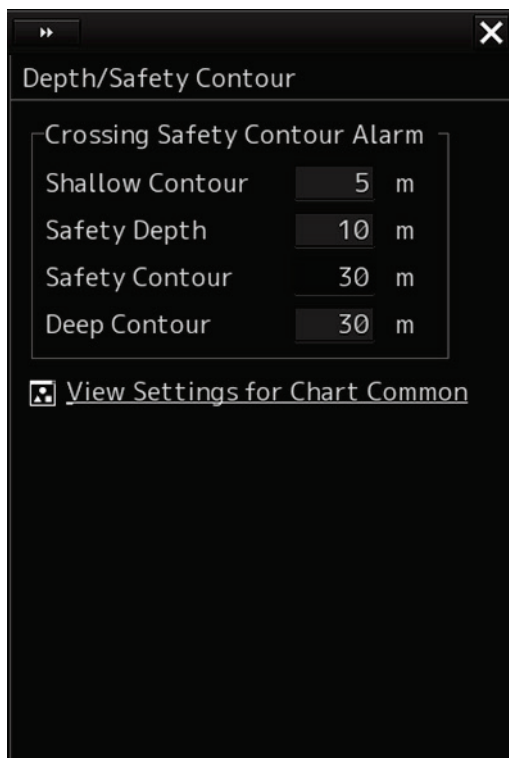 Depth/Safety Contour
Crossing Safety Contour Alarm
Shallow Contour 5 m
Safety Depth 10 m
Safety Contour 30 m
Deep Contour 30 m
View Settings for Chart Common